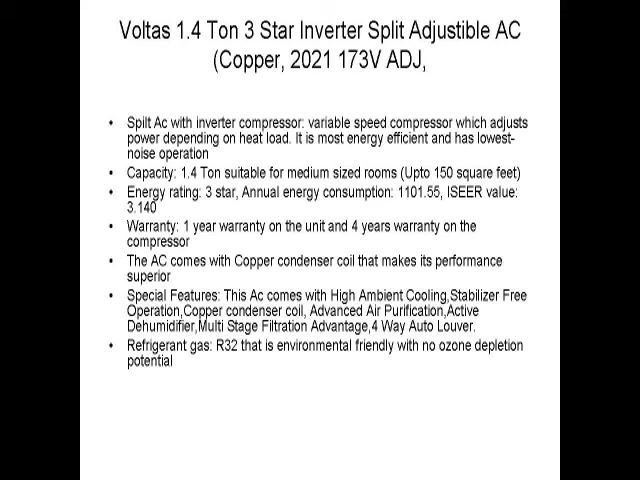 Voltas 1.4 Ton 3 Star Inverter Split Adjustible AC
(Copper, 2021 173V ADJ,
• Spilt Ac with inverter compressor: variable speed compressor which adjusts
power depending on heat load. It is most energy efficient and has lowest-
noise operation
• Capacity: 1.4 Ton suitable for medium sized rooms (Upto 150 square feet)
• Energy rating: 3 star, Annual energy consumption: 1101.55, ISEER value:
3.140
• Warranty: 1 year warranty on the unit and 4 years warranty on the
compressor
• The AC comes with Copper condenser coil that makes its performance
superior
• Special Features: This Ac comes with High Ambient Cooling,Stabilizer Free
Operation,Copper condenser coil, Advanced Air Purification,Active
Dehumidifier,Multi Stage Filtration Advantage,4 Way Auto Louver.
• Refrigerant gas: R32 that is environmental friendly with no ozone depletion
potential